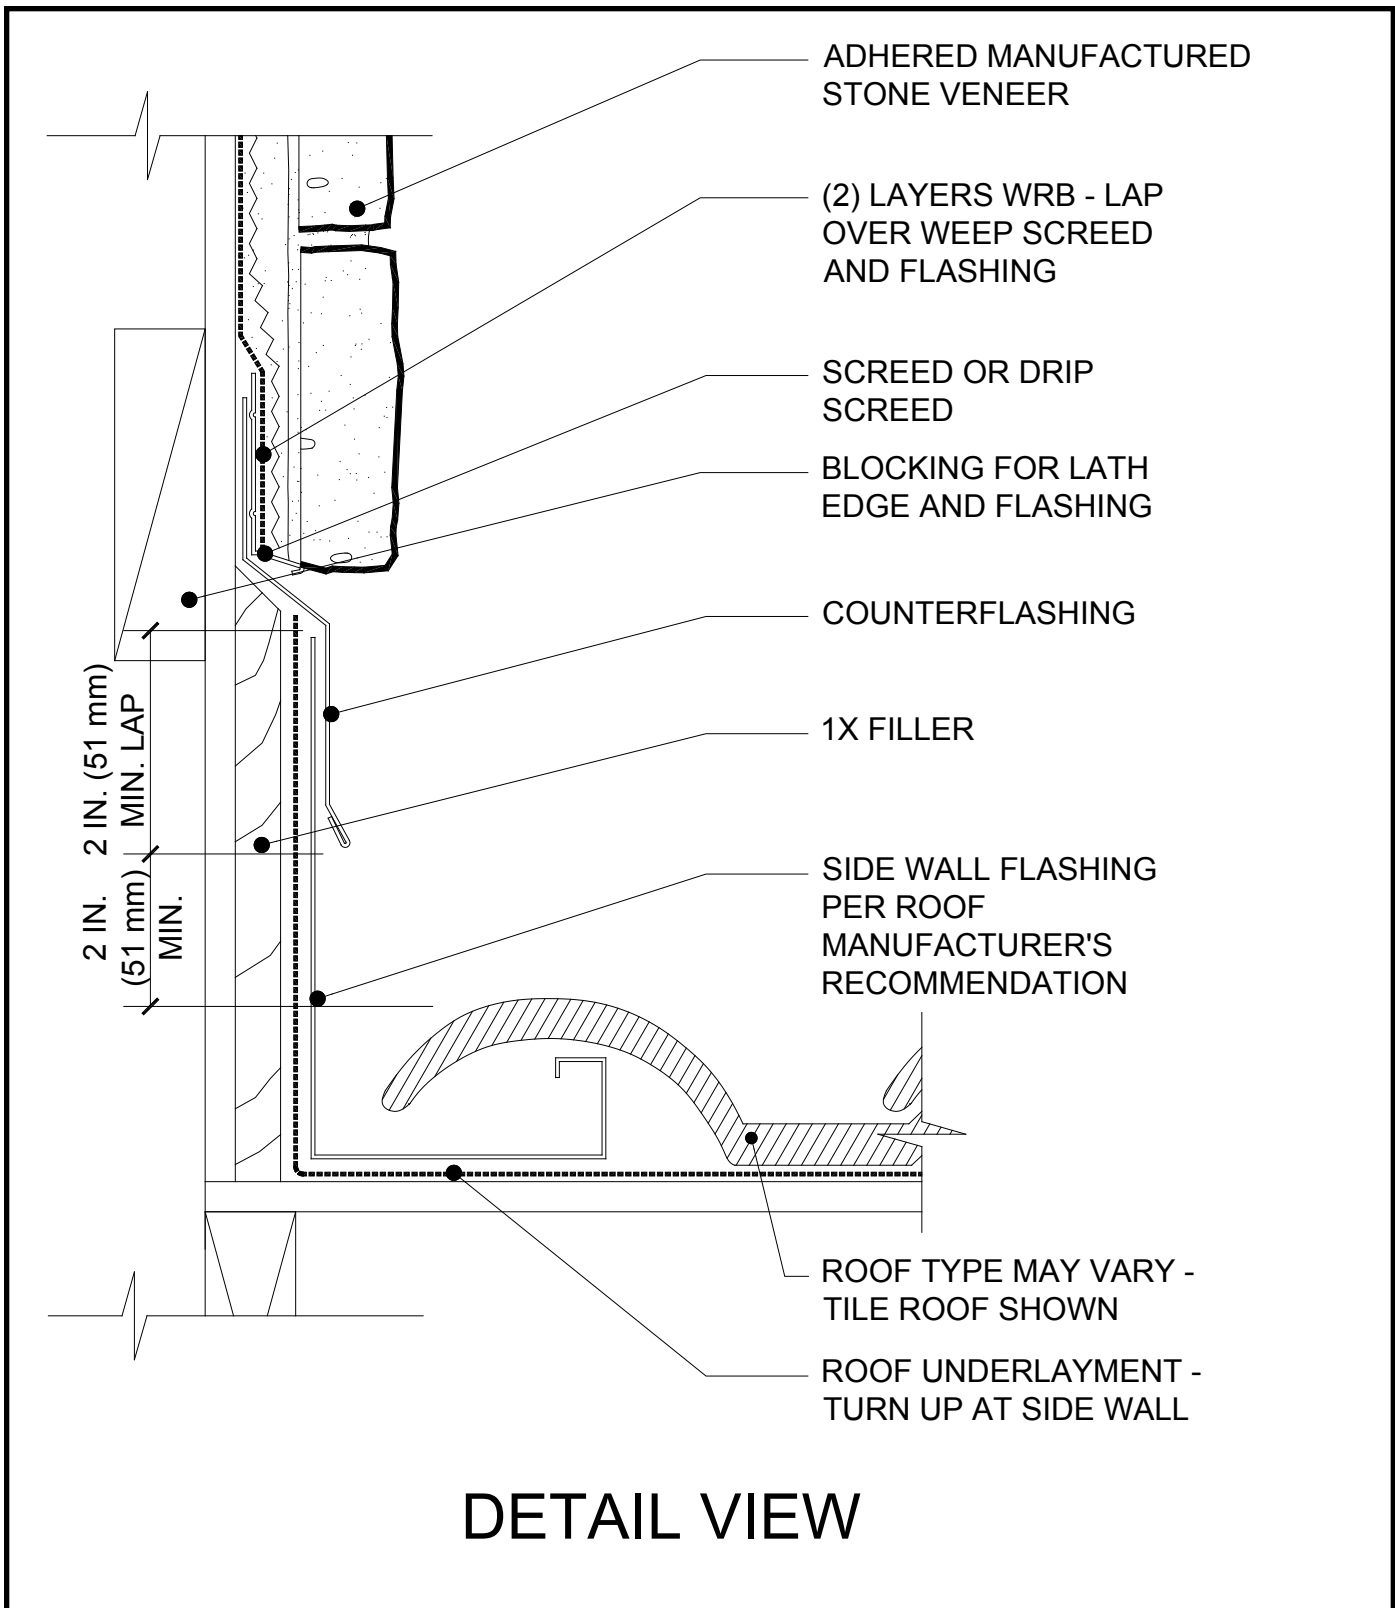 ADHERED MANUFACTURED
STONE VENEER
(2) LAYERS WRB - LAP
OVER WEEP SCREED
AND FLASHING
SCREED OR DRIP
SCREED
BLOCKING FOR LATH
EDGE AND FLASHING
COUNTERFLASHING
1X FILLER
SIDE WALL FLASHING
PER ROOF
MANUFACTURER'S
RECOMMENDATION
ROOF TYPE MAY VARY -
TILE ROOF SHOWN
ROOF UNDERLAYMENT -
TURN UP AT SIDE WALL
2 IN. (51 mm)
MIN. LAP
2 IN.
(51 mm)
MIN.
DETAIL VIEW